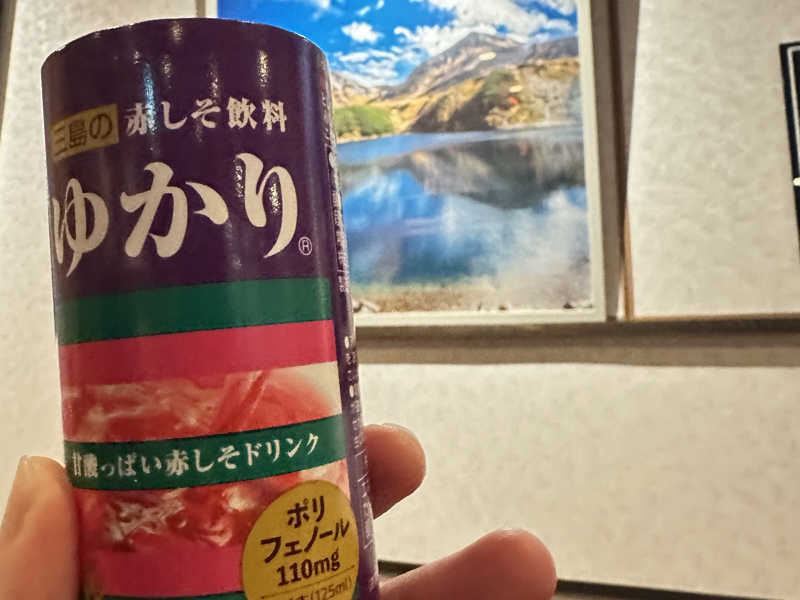 三島の 赤しそ飲料
ゆかり®
甘酸っぱい赤しそドリンク
ポリ
フェノール
110mg
(125ml)